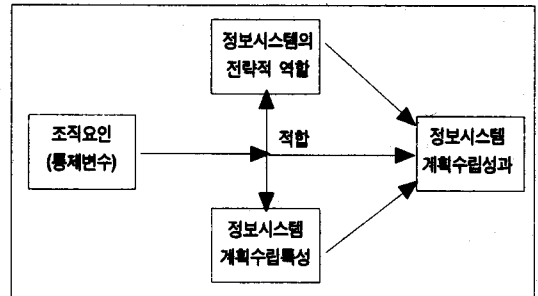 정보시스템의
전략적 역할
조직요인
(통제변수)
적합
정보시스템
계획수립성과
정보시스템
계획수립특성